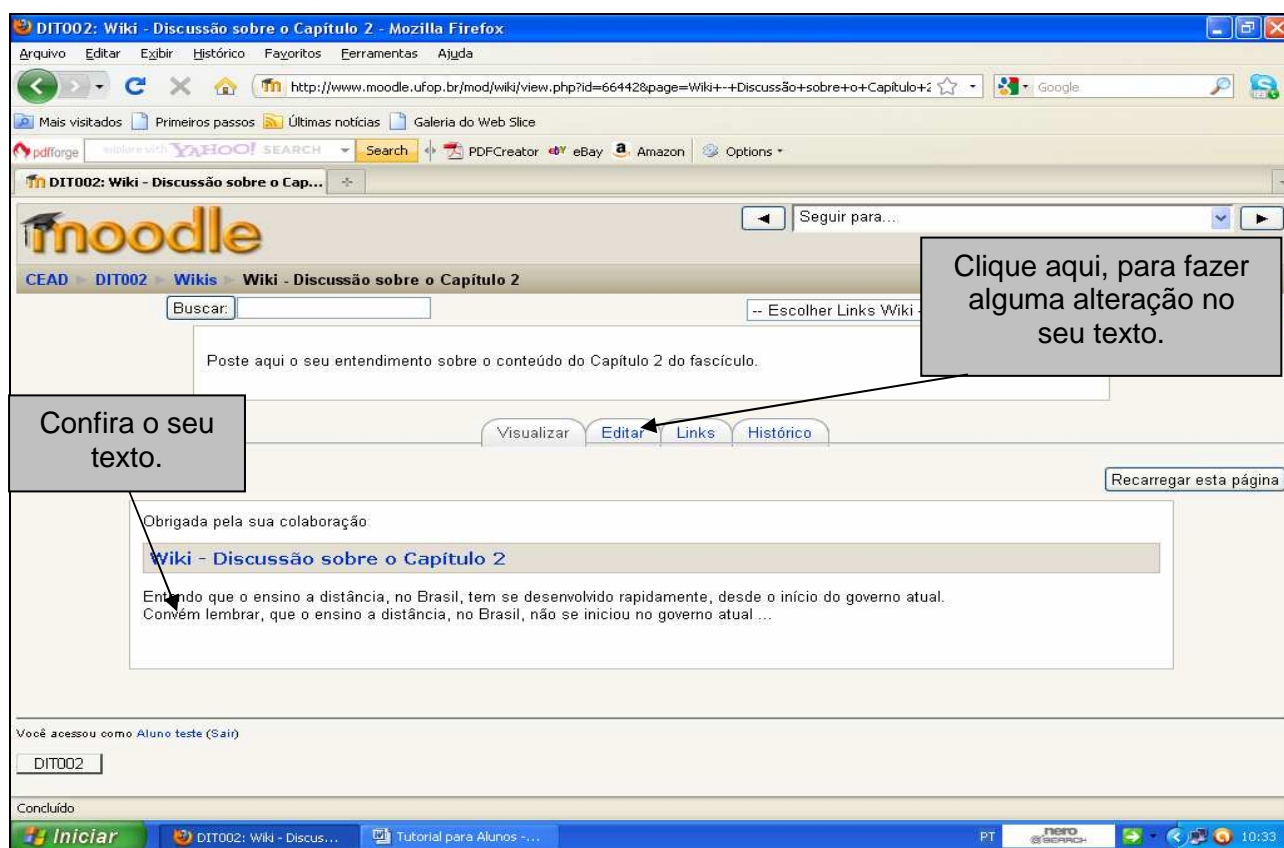 DIT002: Wiki - Discussão sobre o Capítulo 2 - Mozilla Firefox
Arquivo Editar Exibir Histórico Favoritos Ferramentas Ajuda
http://www.moodle.ufop.br/mod/wiki/view.php?id=66442&page=Wiki+-+Discussão+sobre+o+Capítulo+2
Google
Mais visitados Primeiros passos Últimas notícias Galeria do Web Slice
pdfforge explore with YAHOO! SEARCH Search PDFCreator eBay Amazon Options
DIT002: Wiki - Discussão sobre o Cap...
moodle
Seguir para...
CEAD DIT002 Wikis Wiki - Discussão sobre o Capítulo 2
Clique aqui, para fazer
alguma alteração no
seu texto.
Buscar:
-- Escolher Links Wiki -
Poste aqui o seu entendimento sobre o conteúdo do Capítulo 2 do fascículo.
Confira o seu
texto.
Visualizar Editar Links Histórico
Recarregar esta página
Obrigada pela sua colaboração
Wiki - Discussão sobre o Capítulo 2
Entendo que o ensino a distância, no Brasil, tem se desenvolvido rapidamente, desde o início do governo atual.
Convém lembrar, que o ensino a distância, no Brasil, não se iniciou no governo atual ...
Você acessou como Aluno teste (Sair)
DIT002
Concluído
Iniciar DIT002: Wiki - Discus... Tutorial para Alunos -... PT nero SEARCH 10:33